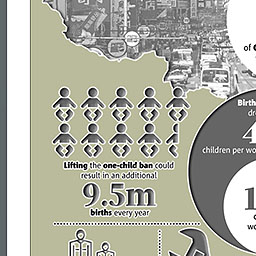 of C
Birth
dr
4
children per wo
Lifting the one-child ban could
result in an additional
9.5m
births every year
1
c
wo